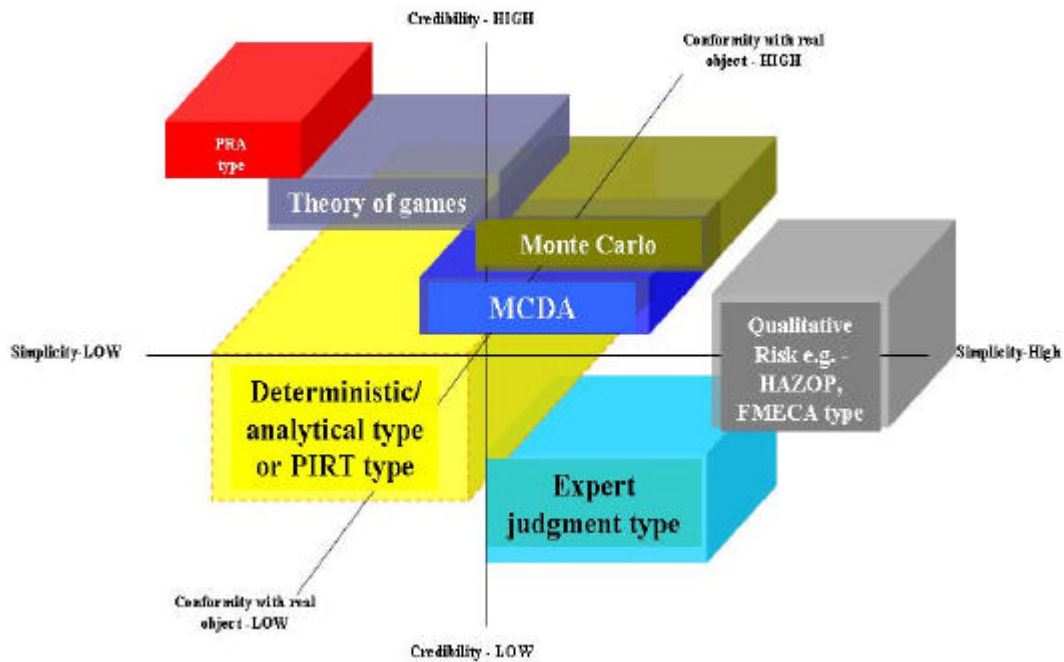 Credibility - HIGH
Conformity with real
object - HIGH
PRA
type
Theory of games
Monte Carlo
MCDA
Qualitative
Risk e.g. -
HAZOP,
FMECA type
Simplicity-LOW
Simplicity-High
Deterministic/
analytical type
or PIRT type
Expert
judgment type
Conformity with real
object - LOW
Credibility - LOW